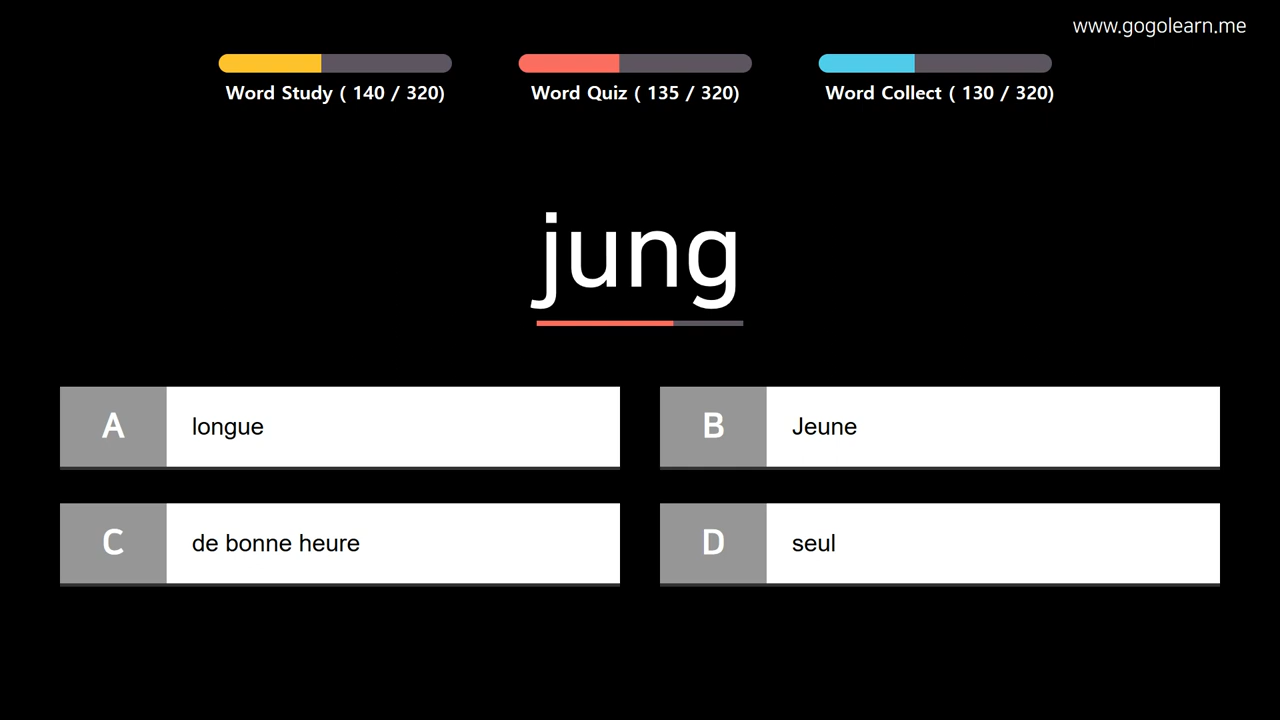 www.gogolearn.me
Word Study ( 140 / 320)
Word Quiz ( 135 / 320)
Word Collect ( 130 / 320)
jung
A longue
B Jeune
C de bonne heure
D seul